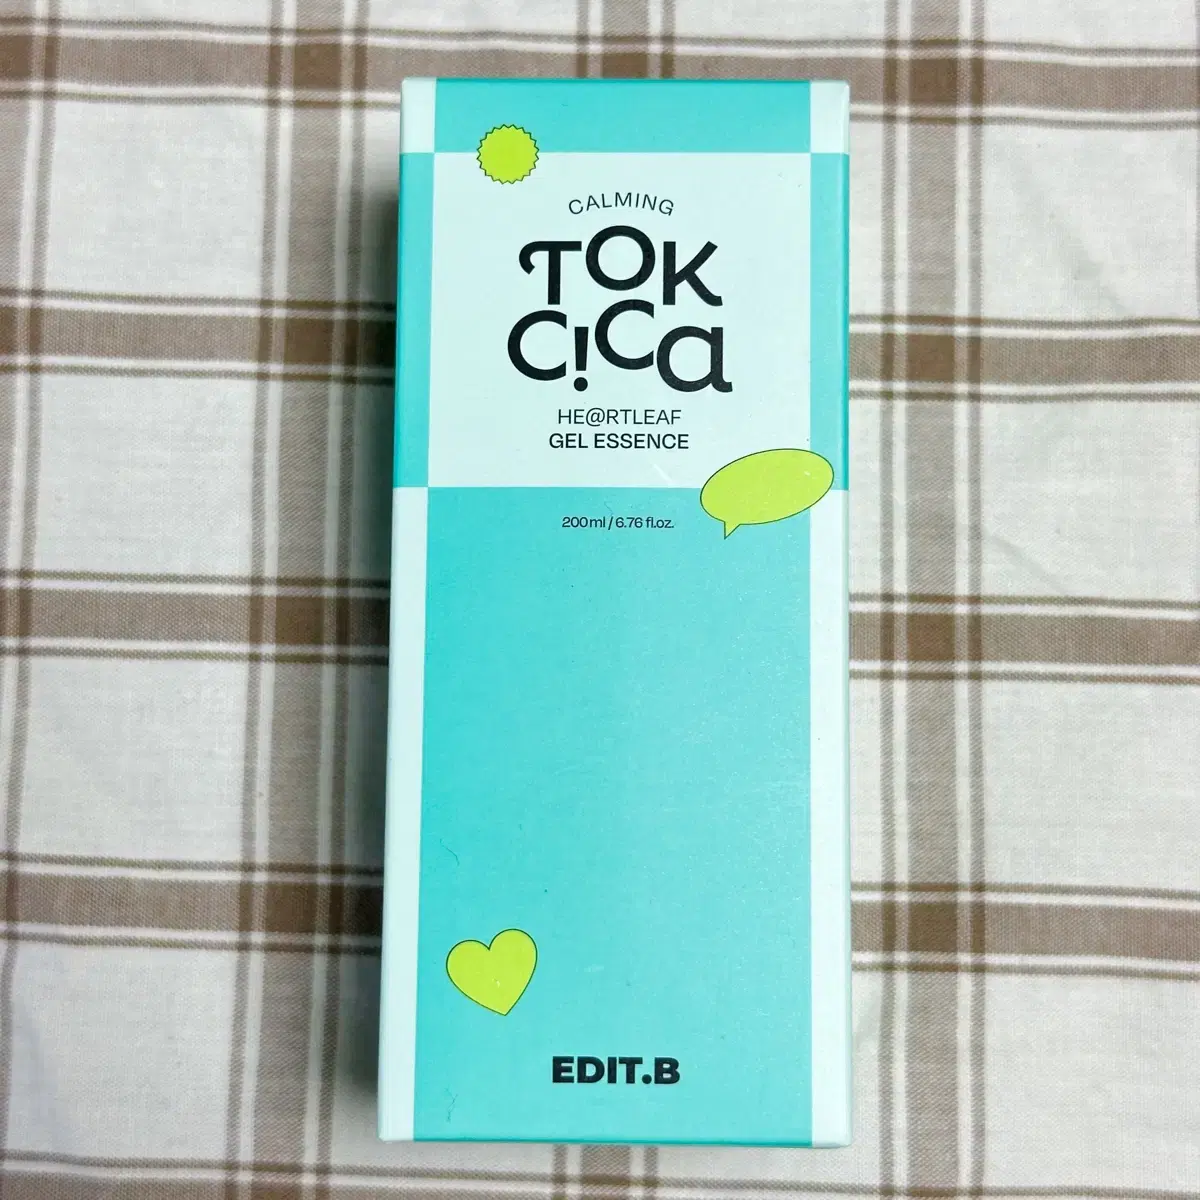 CALMING
TOK
C!Ca
HE@RTLEAF
GEL ESSENCE
200ml / 6.76 fl.oz.
EDIT.B